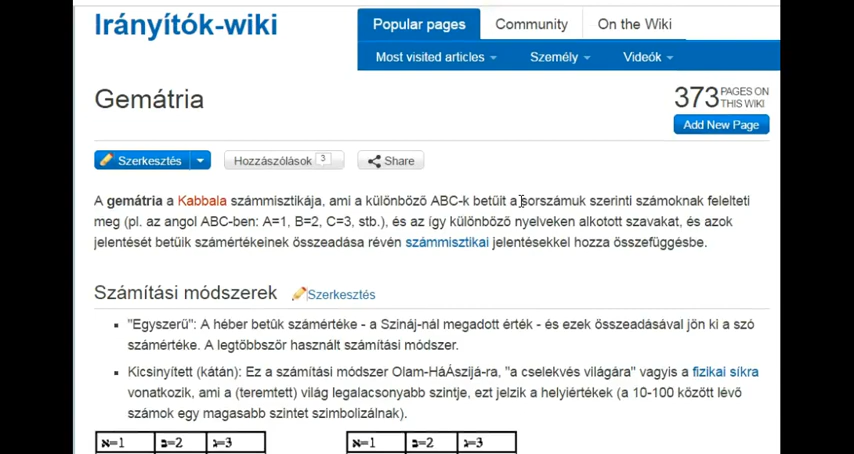 Irányítók-wiki
Popular pages Community On the Wiki
Most visited articles Személy Videók
Gemátria
373 PAGES ON THIS WIKI
Add New Page
Szerkesztés Hozzászólások 3 Share
A gemátria a Kabbala számmisztikája, ami a különböző ABC-k betűit a sorszámuk szerinti számoknak felelteti
meg (pl. az angol ABC-ben: A=1, B=2, C=3, stb.), és az így különböző nyelveken alkotott szavakat, és azok
jelentését betűik számértékeinek összeadása révén számmisztikai jelentésekkel hozza összefüggésbe.
Számítási módszerek Szerkesztés
"Egyszerű": A héber betûk számértéke - a Szináj-nál megadott érték - és ezek összeadásával jön ki a szó
számértéke. A legtöbbször használt számítási módszer.
Kicsinyített (kátán): Ez a számítási módszer Olam-HáÁszijá-ra, "a cselekvés világára" vagyis a fizikai síkra
vonatkozik, ami a (teremtett) világ legalacsonyabb szintje, ezt jelzik a helyiértékek (a 10-100 között lévő
számok egy magasabb szintet szimbolizálnak).
א=1 ב=2 ג=3 א=1 ב=2 ג=3